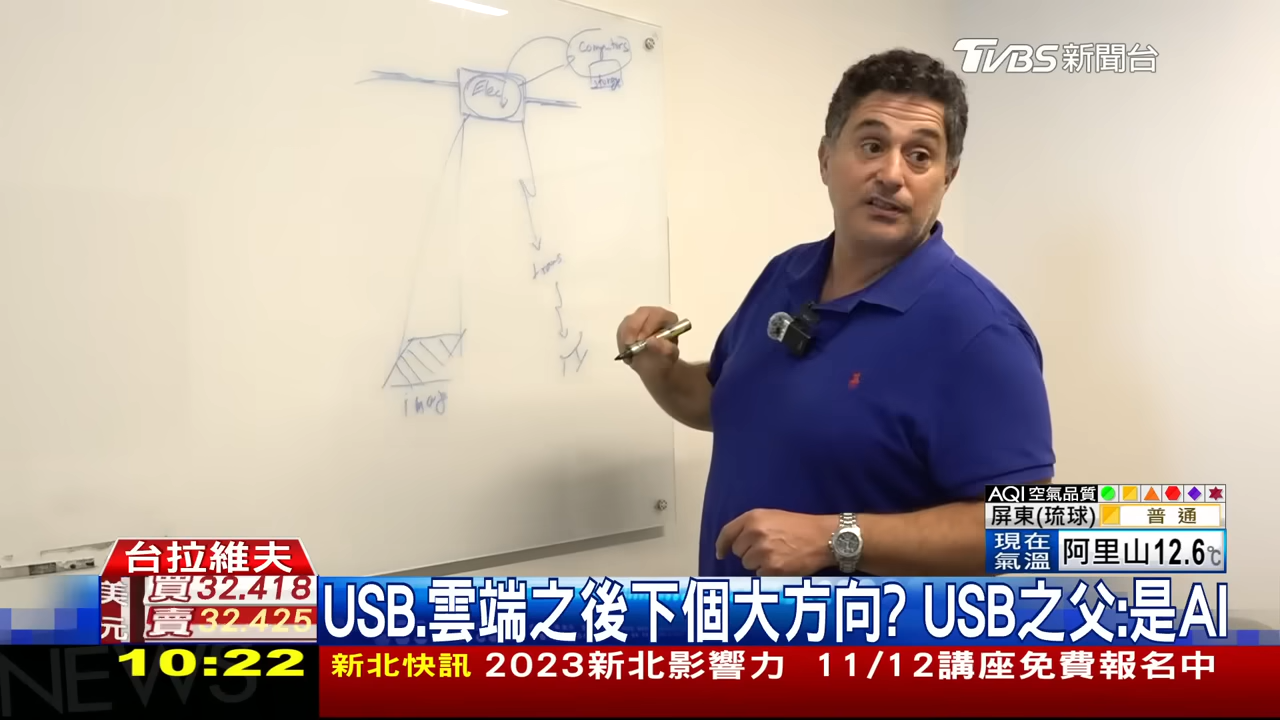 TVBS新聞台
computers
storage
Elec
imag
AQI 空氣品質
屏東(琉球) 普通
現在氣溫 阿里山12.6℃
台拉維夫
美元 買32.418
賣32.425
USB.雲端之後下個大方向? USB之父:是AI
NEWS
10:22 新北快訊 2023新北影響力 11/12講座免費報名中